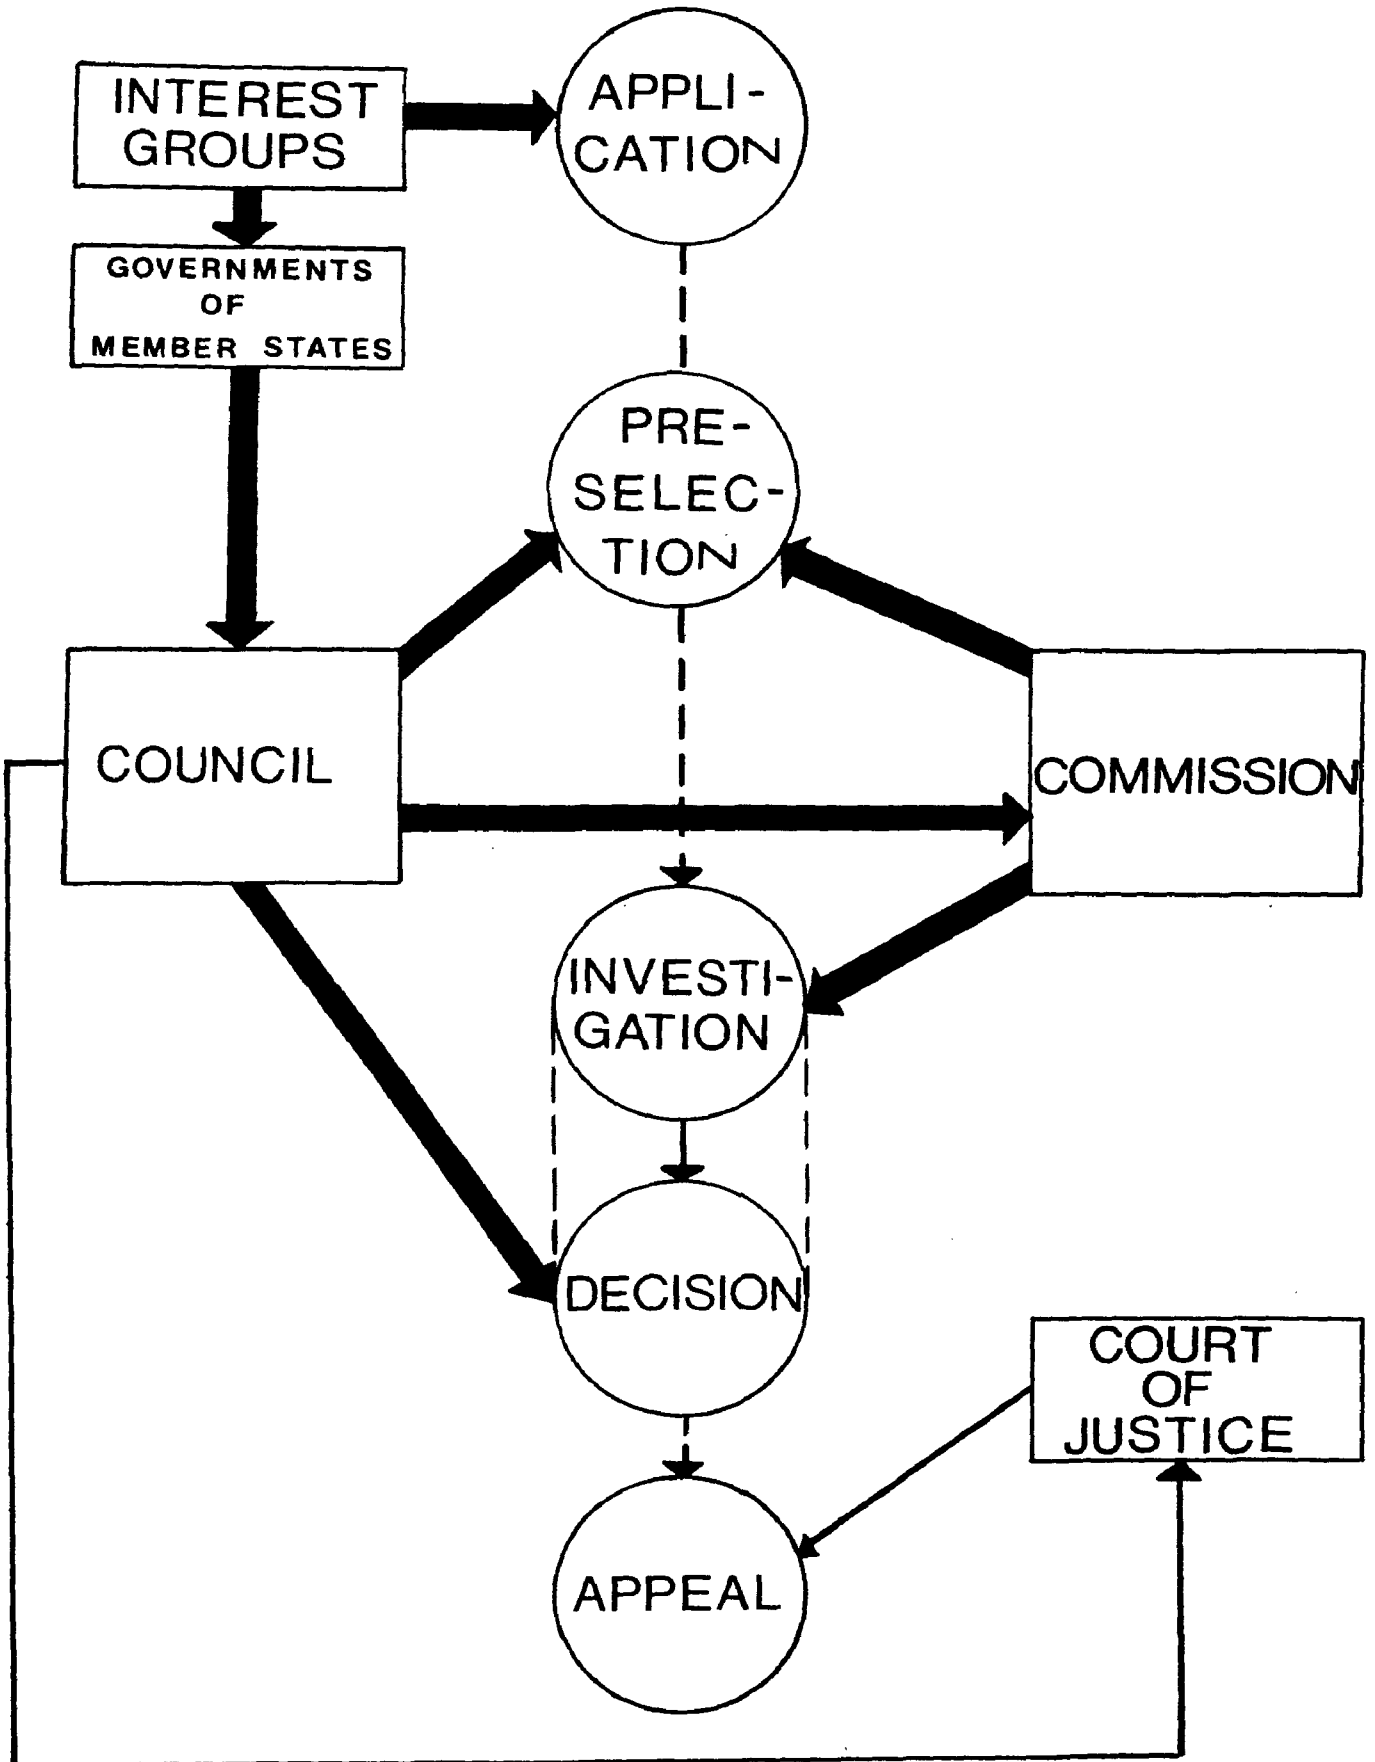 INTEREST
GROUPS
APPLI-
CATION
GOVERNMENTS
OF
MEMBER STATES
PRE-
SELEC-
TION
COUNCIL
COMMISSION
INVESTI-
GATION
DECISION
COURT
OF
JUSTICE
APPEAL